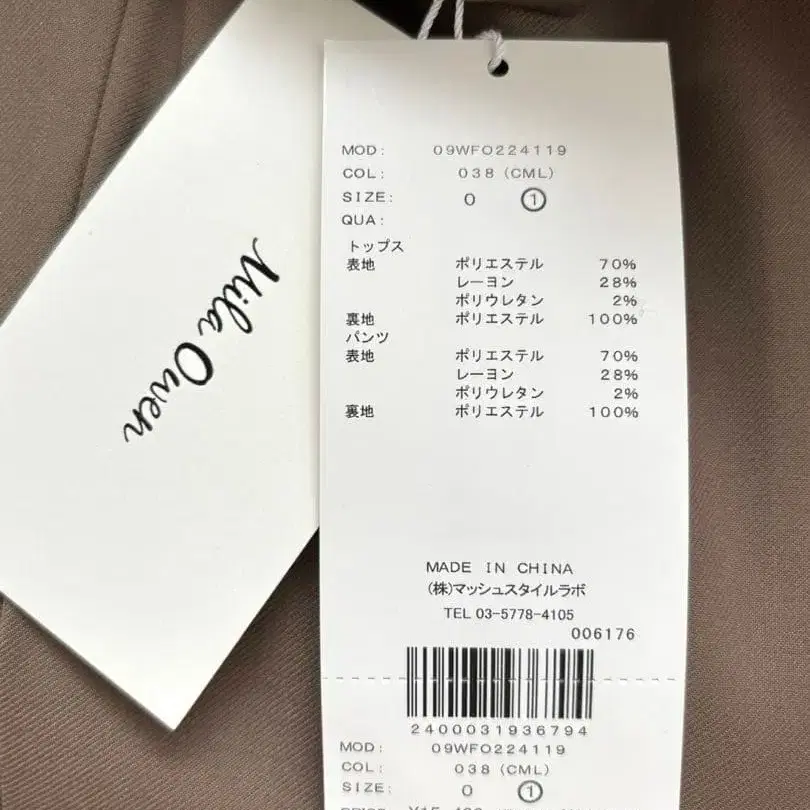 Mila Owen
MOD: 09WFO224119
COL: 038 (CML)
SIZE: 0 ①
QUA:
トップス
表地 ポリエステル 70%
レーヨン 28%
ポリウレタン 2%
裏地 ポリエステル 100%
パンツ
表地 ポリエステル 70%
レーヨン 28%
ポリウレタン 2%
裏地 ポリエステル 100%
MADE IN CHINA
(株)マッシュスタイルラボ
TEL 03-5778-4105
006176
2400031936794
MOD: 09WFO224119
COL: 038 (CML)
SIZE: 0 ①